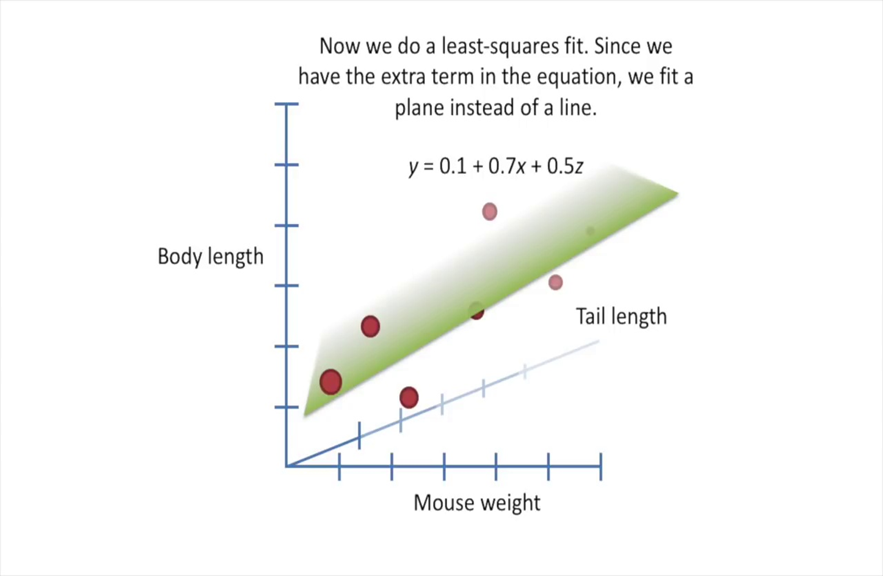 Now we do a least-squares fit. Since we
have the extra term in the equation, we fit a
plane instead of a line.
y = 0.1 + 0.7x + 0.5z
Body length
Tail length
Mouse weight